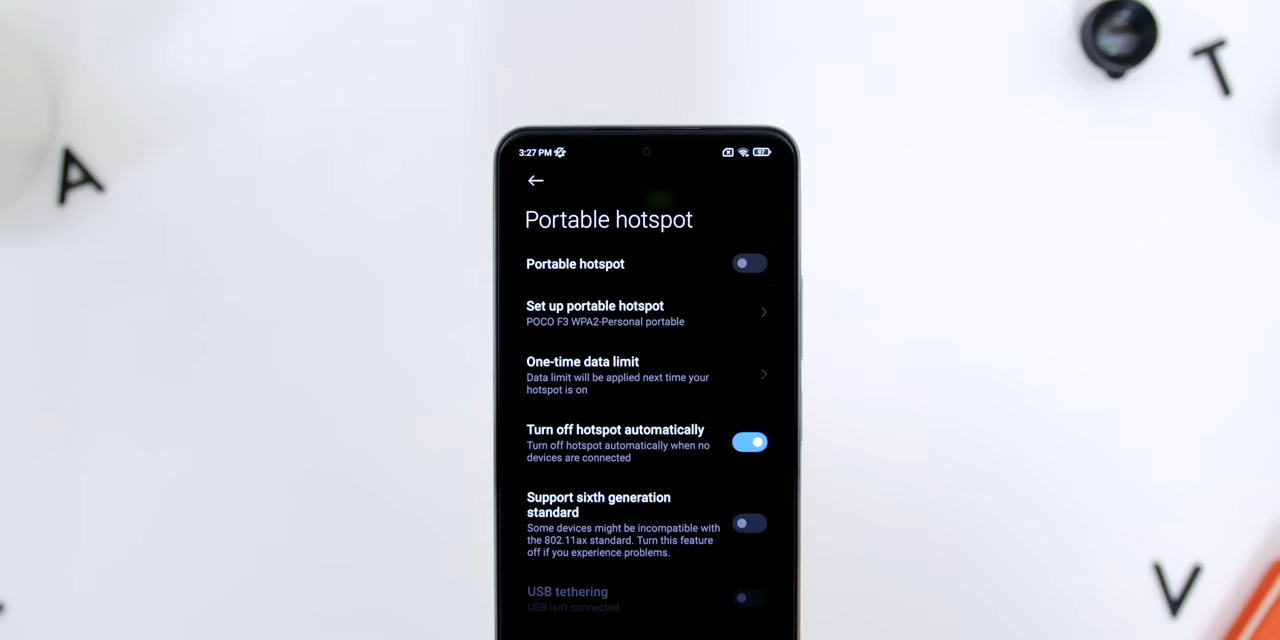 A
T
3:27 PM
97
Portable hotspot
Portable hotspot
Set up portable hotspot
POCO F3 WPA2-Personal portable
One-time data limit
Data limit will be applied next time your
hotspot is on
Turn off hotspot automatically
Turn off hotspot automatically when no
devices are connected
Support sixth generation
standard
Some devices might be incompatible with
the 802.11ax standard. Turn this feature
off if you experience problems.
USB tethering
USB isn't connected
V